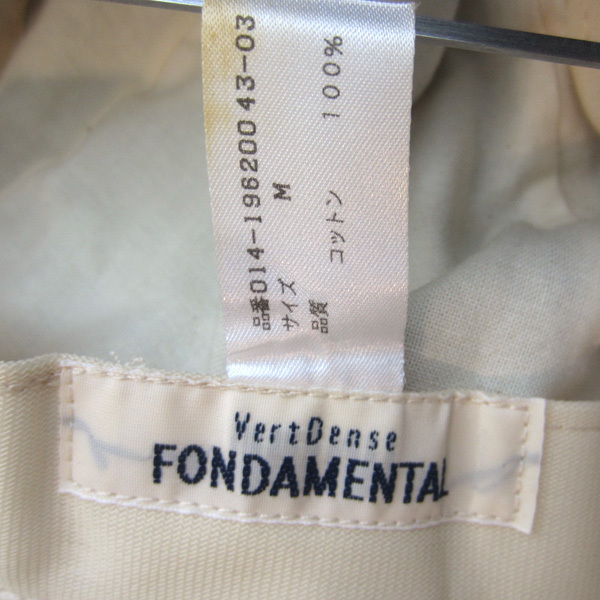 品番014-19620043-03
サイズ M
品質 コットン 100%
VertDense
FONDAMENTAL